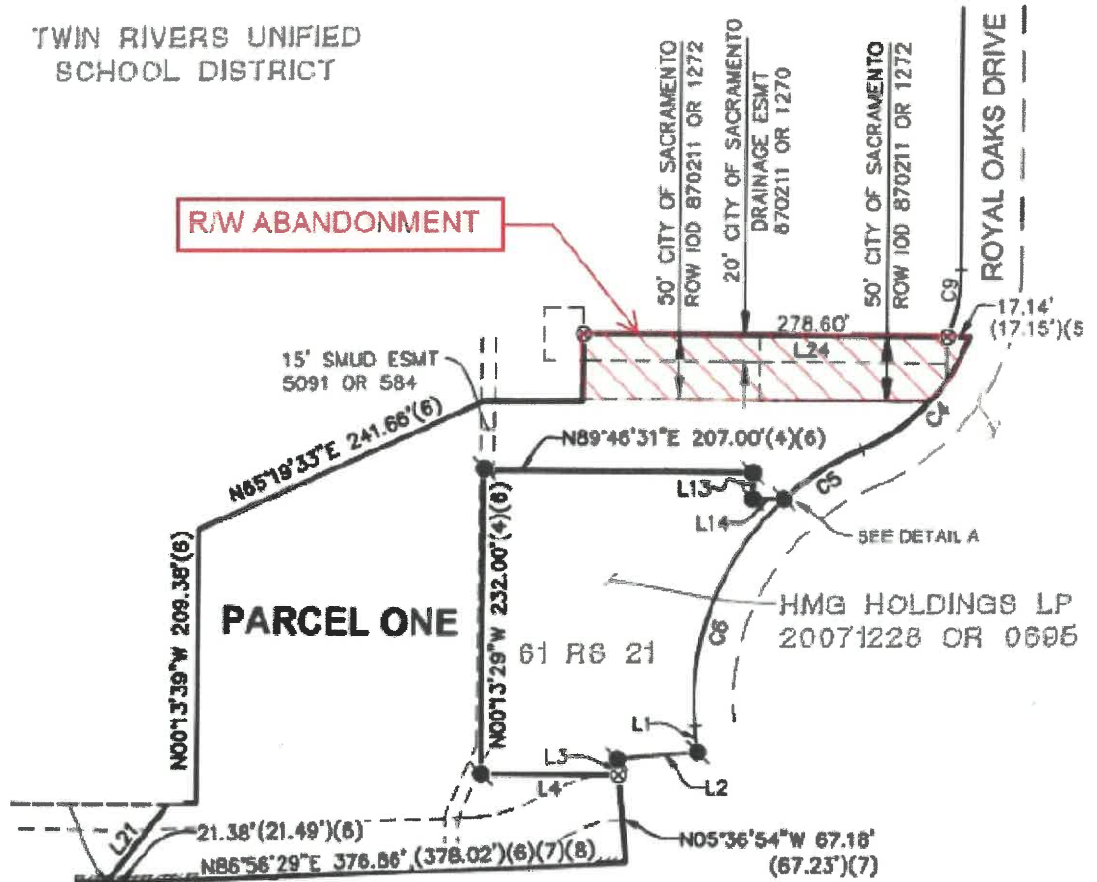 TWIN RIVERS UNIFIED
SCHOOL DISTRICT
R/W ABANDONMENT
50' CITY OF SACRAMENTO
ROW IOD 870211 OR 1272
20' CITY OF SACRAMENTO
DRAINAGE ESMT
870211 OR 1270
50' CITY OF SACRAMENTO
ROW IOD 870211 OR 1272
ROYAL OAKS DRIVE
C9
17.14'
(17.15')(5
278.60'
L24
15' SMUD ESMT
5091 OR 584
C4
N65°19'33"E 241.66'(6)
N89°46'31"E 207.00'(4)(6)
L13
C5
L14
SEE DETAIL A
N00°13'39"W 209.38'(6)
PARCEL ONE
N00°13'29"W 232.00'(4)(6)
61 RS 21
C6
HMG HOLDINGS LP
20071228 OR 0695
L1
L3
L2
L4
L21
21.38'(21.49')(6)
N86°56'29"E 376.86' (378.02')(6)(7)(8)
N05°36'54"W 67.18'
(67.23')(7)